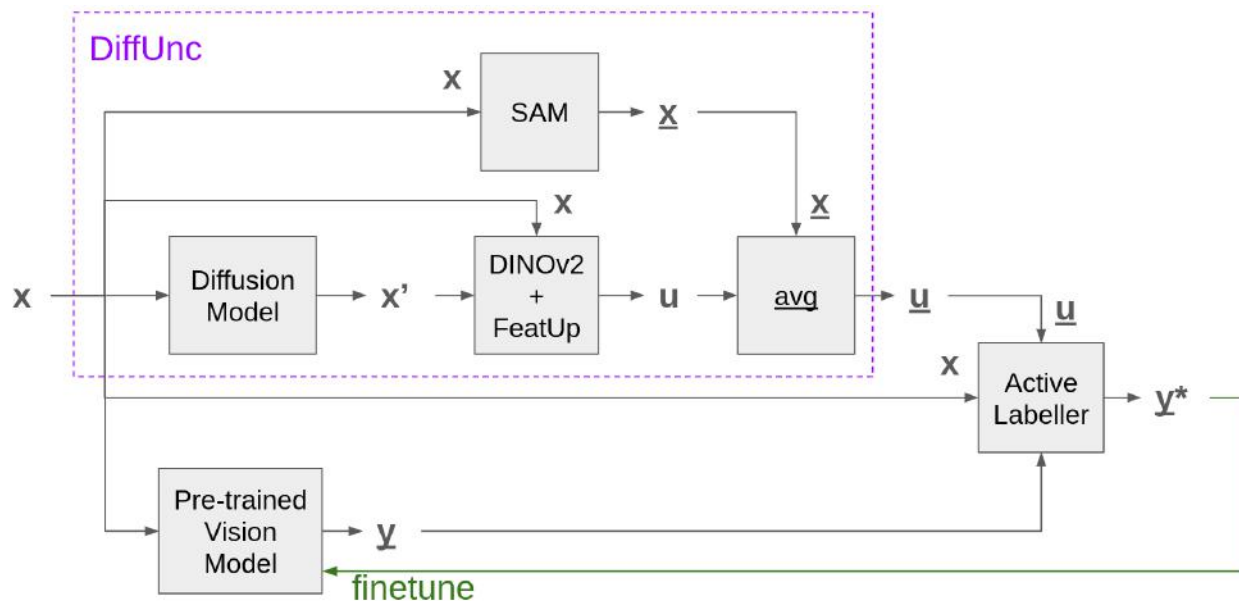 DiffUnc
x
SAM
x
x
x
x
Diffusion
Model
x’
DINOv2
+
FeatUp
u
avg
u
u
x
Active
Labeller
y*
Pre-trained
Vision
Model
y
finetune